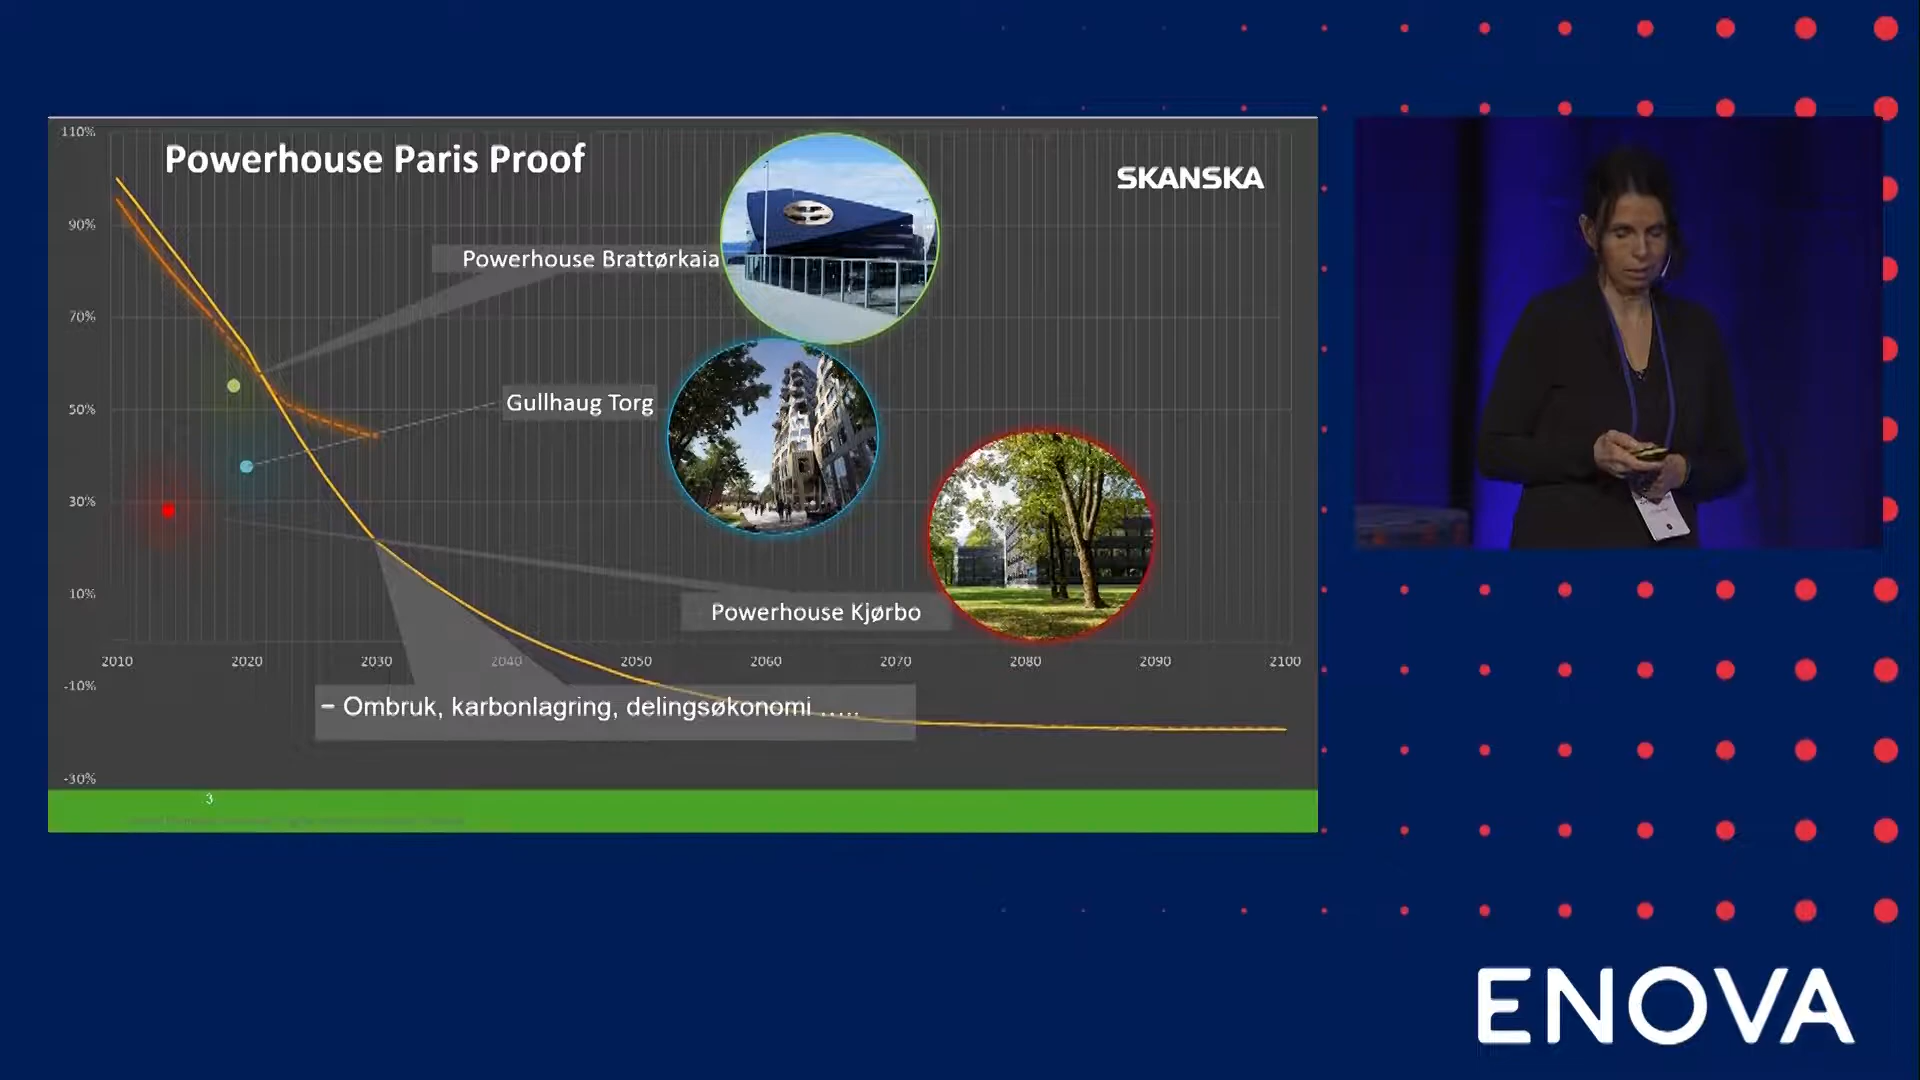 Powerhouse Paris Proof
SKANSKA
110%
90%
70%
50%
30%
10%
-10%
-30%
Powerhouse Brattørkaia
Gullhaug Torg
Powerhouse Kjørbo
2010 2020 2030 2040 2050 2060 2070 2080 2090 2100
– Ombruk, karbonlagring, delingsøkonomi .....
3
ENOVA